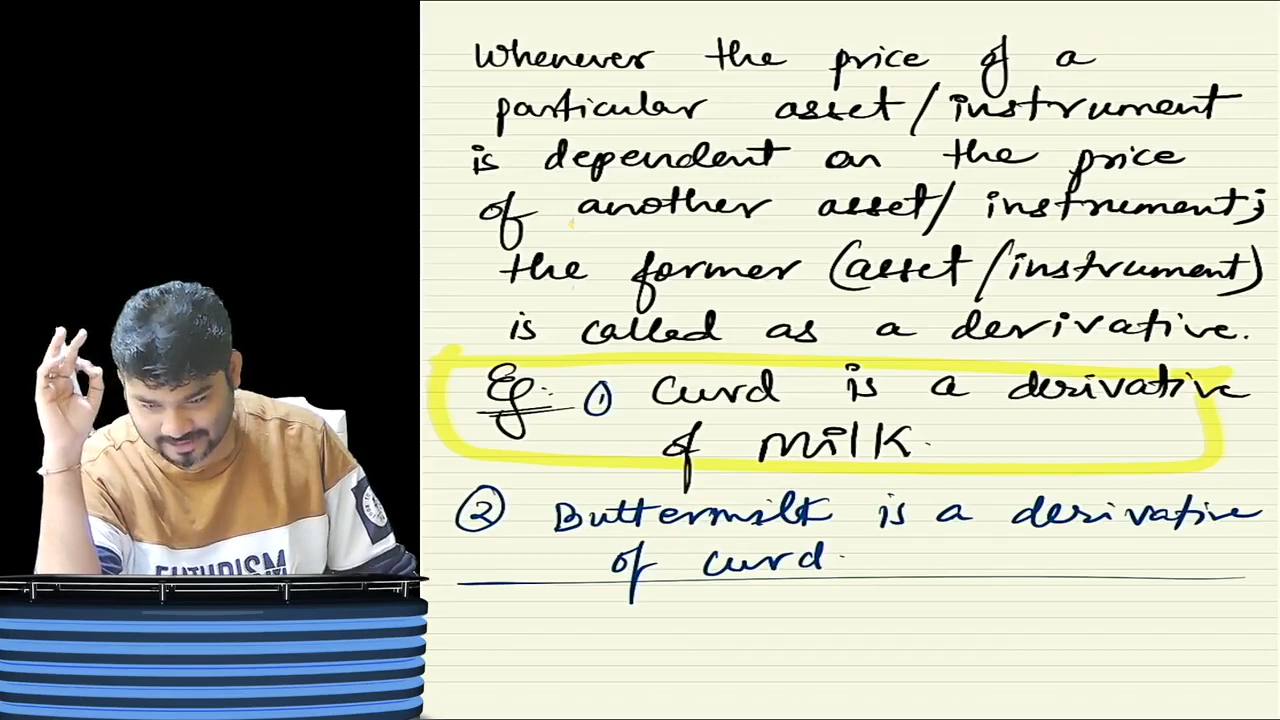 Whenever the price of a
particular asset/instrument
is dependent on the price
of another asset/instrument;
the former (asset/instrument)
is called as a derivative.
Eg: ① Curd is a derivative
of Milk.
② Buttermilk is a derivative
of curd.
FUTURISM